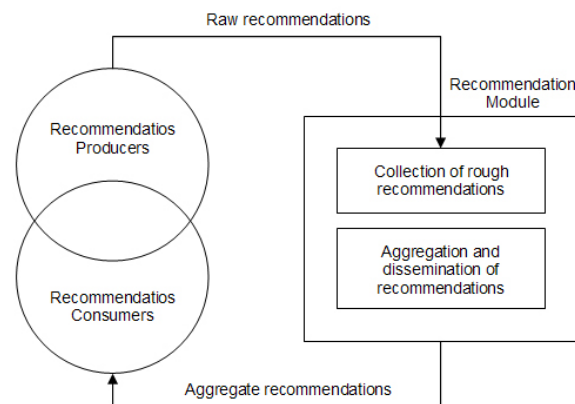 Raw recommendations
Recommendation
Module
Recommendatios
Producers
Collection of rough
recommendations
Aggregation and
dissemination of
recommendations
Recommendatios
Consumers
Aggregate recommendations